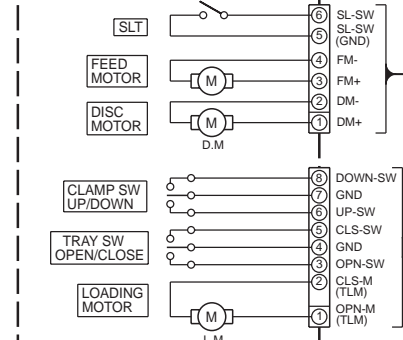 SLT
6 SL-SW
5 SL-SW
(GND)
FEED
MOTOR
M
4 FM-
3 FM+
DISC
MOTOR
M
D.M
2 DM-
1 DM+
CLAMP SW
UP/DOWN
8 DOWN-SW
7 GND
6 UP-SW
TRAY SW
OPEN/CLOSE
5 CLS-SW
4 GND
3 OPN-SW
LOADING
MOTOR
M
L.M
2 CLS-M
(TLM)
1 OPN-M
(TLM)